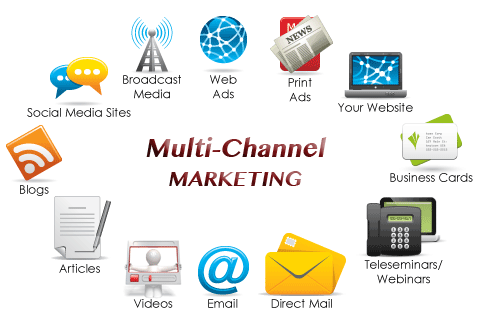 Broadcast
Media
Web
Ads
NEWS
Print
Ads
Your Website
Social Media Sites
Business Cards
Multi-Channel
MARKETING
Blogs
Articles
Videos
Email
@
Direct Mail
Teleseminars/
Webinars